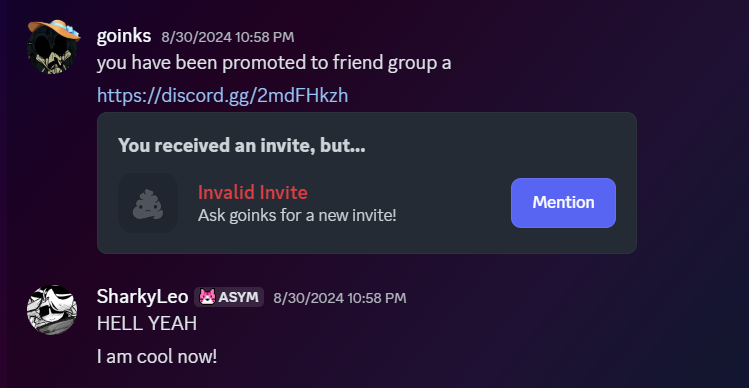 goinks 8/30/2024 10:58 PM
you have been promoted to friend group a
https://discord.gg/2mdFHkzh
You received an invite, but...
Invalid Invite
Ask goinks for a new invite!
Mention
SharkyLeo ASYM 8/30/2024 10:58 PM
HELL YEAH
I am cool now!